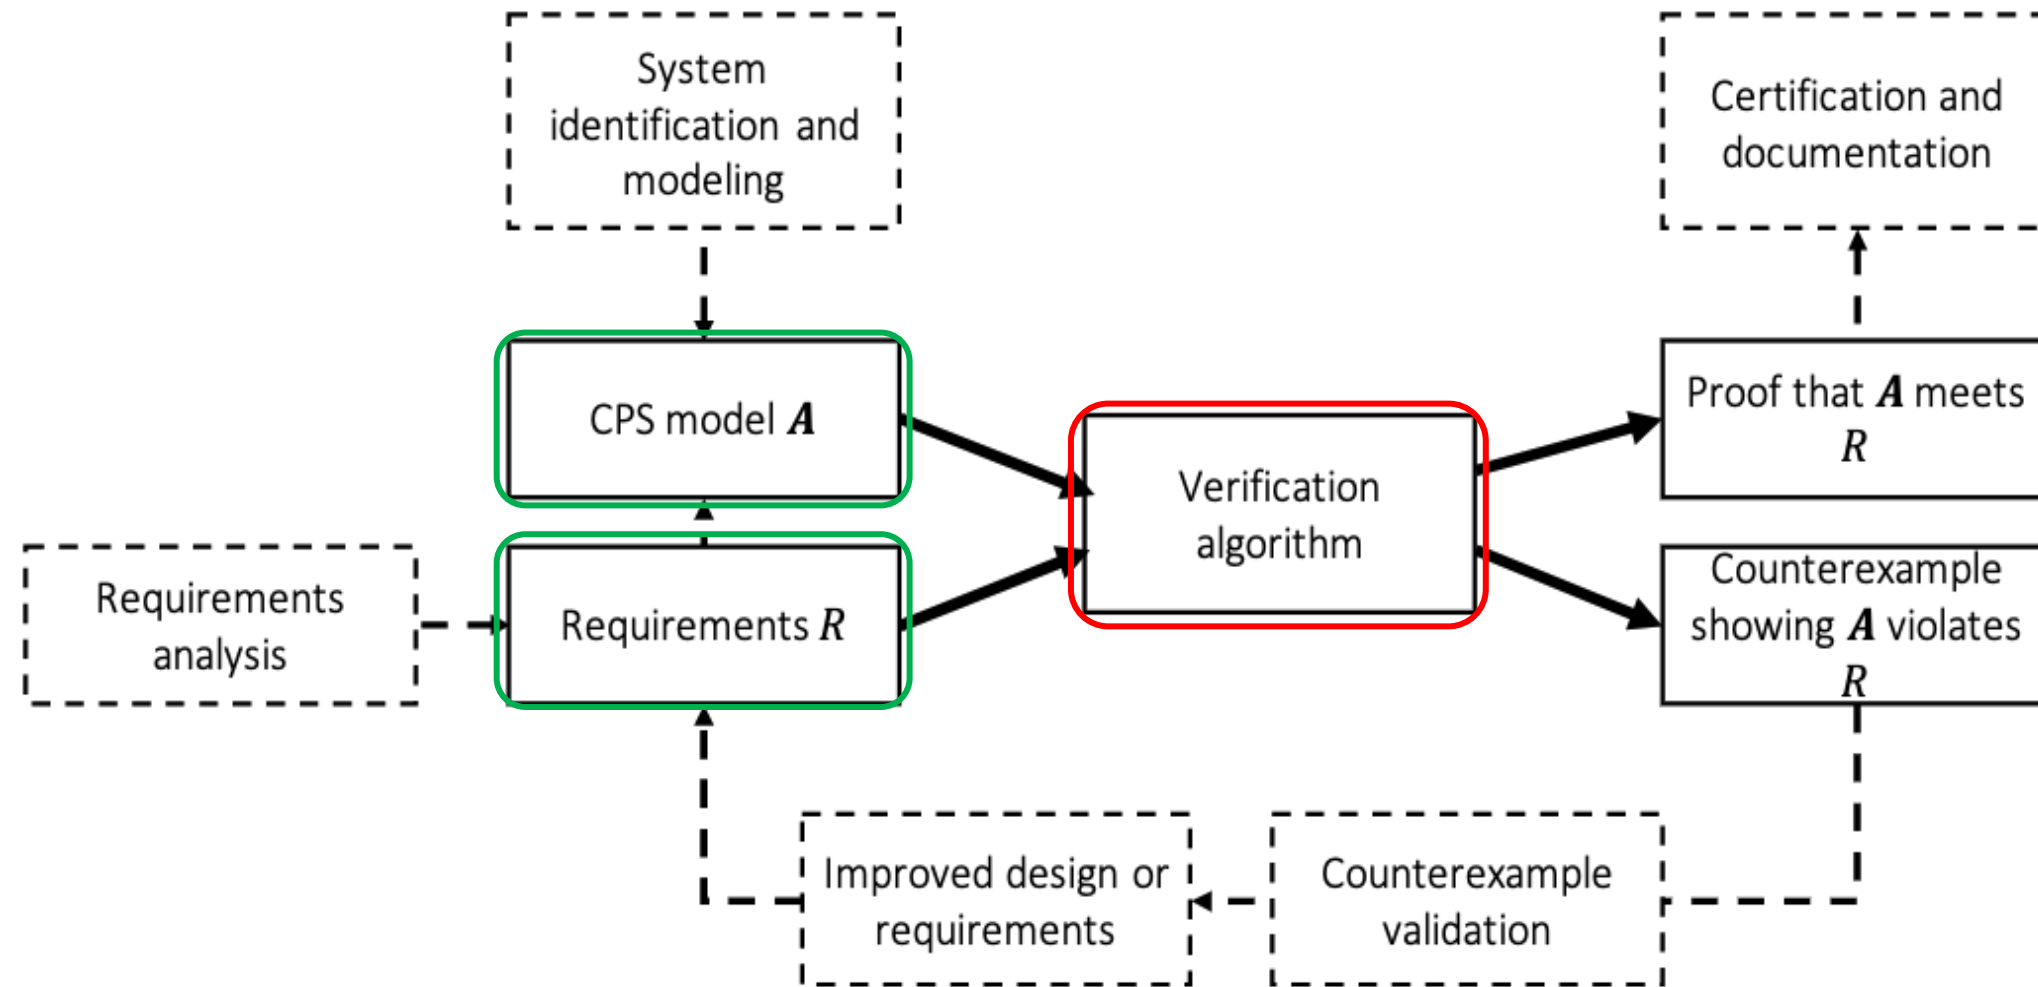 System
identification and
modeling
Certification and
documentation
CPS model A
Proof that A meets
R
Verification
algorithm
Requirements
analysis
Requirements R
Counterexample
showing A violates
R
Improved design or
requirements
Counterexample
validation